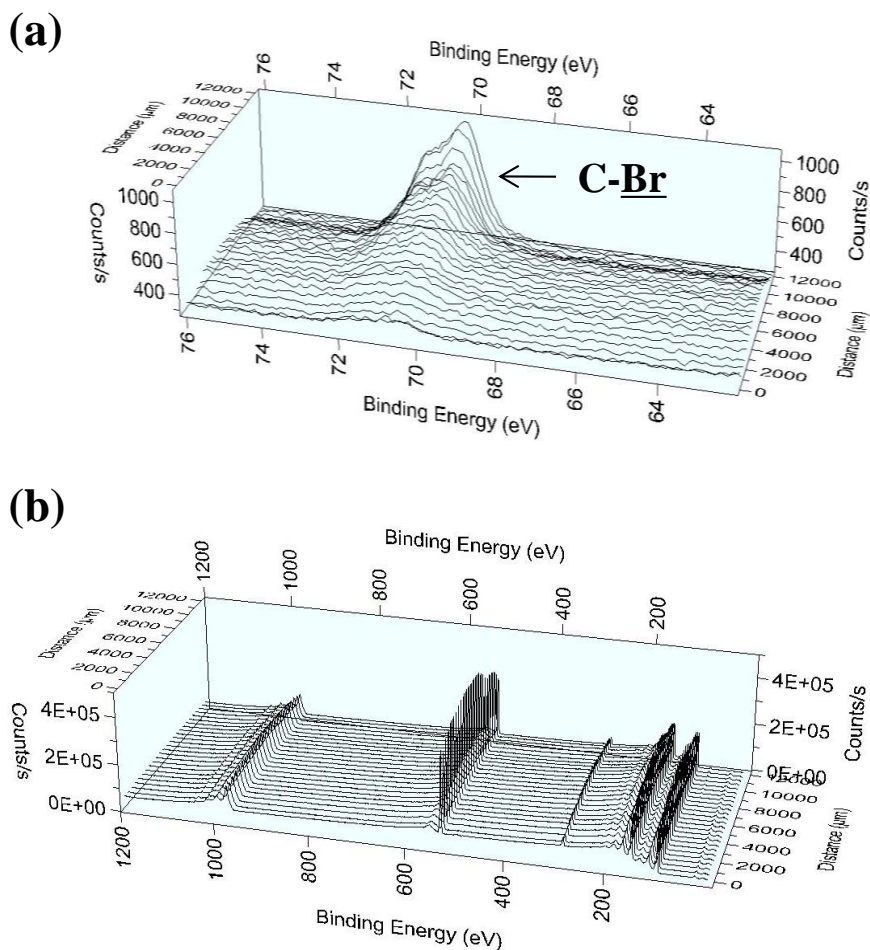 (a)
Binding Energy (eV)
76 74 72 70 68 66 64
12000
10000
8000
6000
4000
2000
0
Distance (µm)
1000
800
600
400
Counts/s
C-Br
1000
800
600
400
Counts/s
12000
10000
8000
6000
4000
2000
0
Distance (µm)
76 74 72 70 68 66 64
Binding Energy (eV)
(b)
Binding Energy (eV)
1200 1000 800 600 400 200
12000
10000
8000
6000
4000
2000
0
Distance (µm)
4E+05
2E+05
0E+00
Counts/s
4E+05
2E+05
0E+00
Counts/s
12000
10000
8000
6000
4000
2000
0
Distance (µm)
1200 1000 800 600 400 200
Binding Energy (eV)